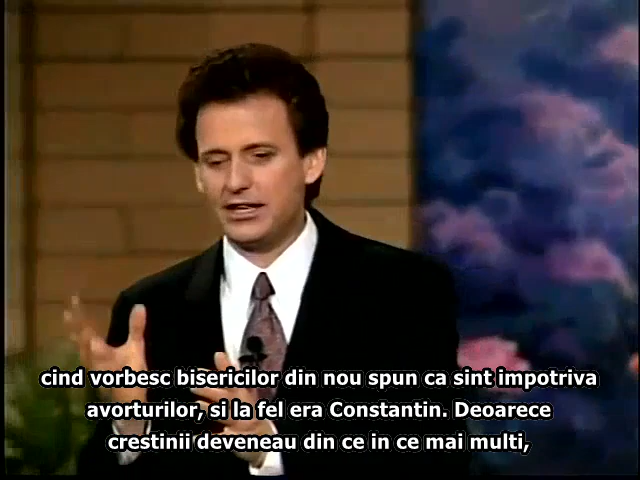 cind vorbesc bisericilor din nou spun ca sint impotriva
avorturilor, si la fel era Constantin. Deoarece
crestinii deveneau din ce in ce mai multi,